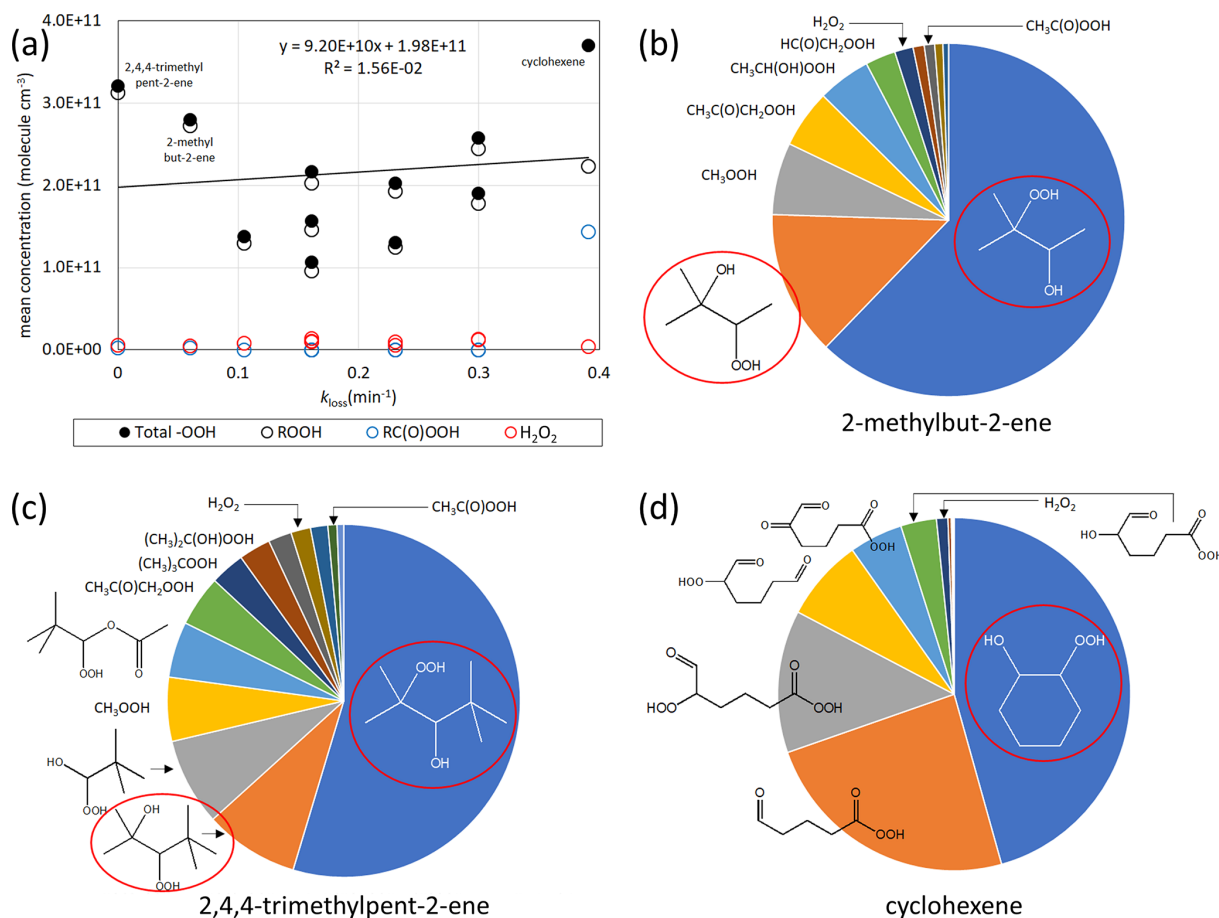 (a)
4.0E+11
3.0E+11
2.0E+11
1.0E+11
0.0E+00
mean concentration (molecule cm⁻³)
y = 9.20E+10x + 1.98E+11
R² = 1.56E-02
2,4,4-trimethyl
pent-2-ene
2-methyl
but-2-ene
cyclohexene
0
0.1
0.2
0.3
0.4
kloss(min⁻¹)
Total -OOH
ROOH
RC(O)OOH
H₂O₂
(b)
H₂O₂
CH₃C(O)OOH
HC(O)CH₂OOH
CH₃CH(OH)OOH
CH₃C(O)CH₂OOH
CH₃OOH
OH
OOH
OOH
OH
2-methylbut-2-ene
(c)
H₂O₂
CH₃C(O)OOH
(CH₃)₂C(OH)OOH
(CH₃)₃COOH
CH₃C(O)CH₂OOH
O
OOH
O
CH₃OOH
HO
OOH
OH
OOH
OOH
OH
2,4,4-trimethylpent-2-ene
(d)
H₂O₂
O
O
O
OOH
O
HO
O
OOH
HOO
O
O
O
HOO
O
OOH
O
O
OOH
HO
OOH
cyclohexene